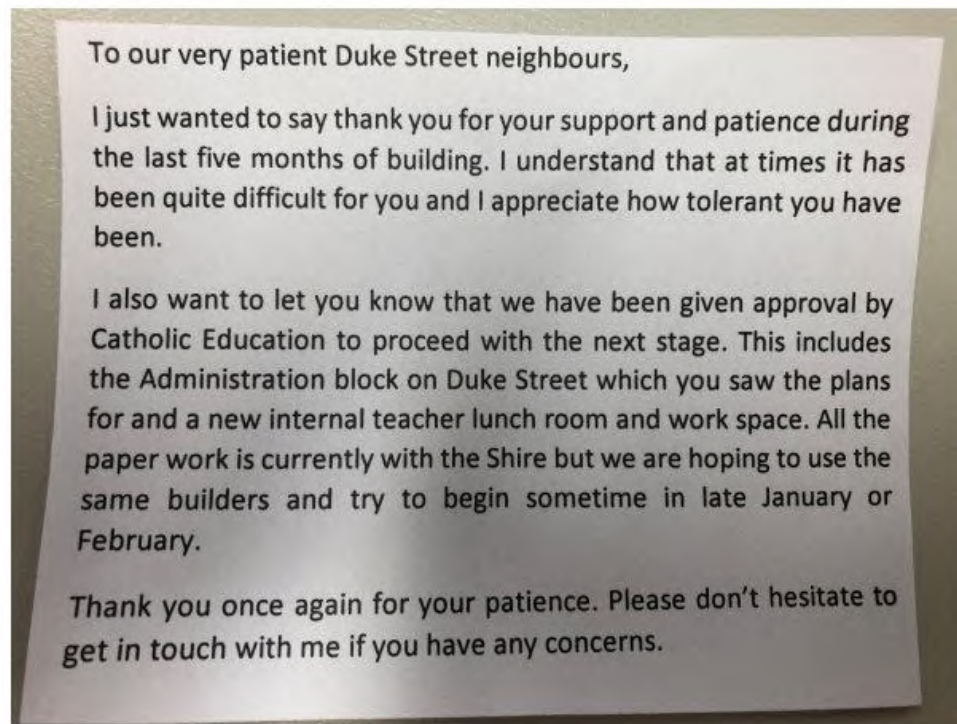 To our very patient Duke Street neighbours,
I just wanted to say thank you for your support and patience during
the last five months of building. I understand that at times it has
been quite difficult for you and I appreciate how tolerant you have
been.
I also want to let you know that we have been given approval by
Catholic Education to proceed with the next stage. This includes
the Administration block on Duke Street which you saw the plans
for and a new internal teacher lunch room and work space. All the
paper work is currently with the Shire but we are hoping to use the
same builders and try to begin sometime in late January or
February.
Thank you once again for your patience. Please don't hesitate to
get in touch with me if you have any concerns.